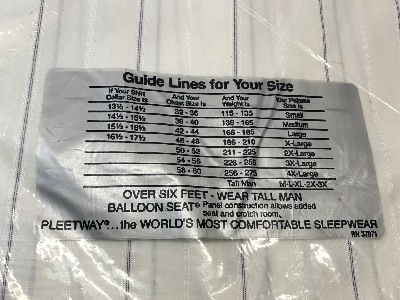 Guide Lines for Your Size
If Your Shirt Collar Size is And Your Chest Size is And Your Weight is Your Pajama Size is
13½ - 14½ 33 - 36 115 - 135 Small
14½ - 15½ 38 - 40 138 - 165 Medium
15½ - 16½ 42 - 44 165 - 185 Large
16½ - 17½ 46 - 48 186 - 210 X-Large
50 - 52 211 - 225 2X-Large
54 - 56 226 - 255 3X-Large
58 - 60 256 - 275 4X-Large
Tall Man M-L-XL-2X-3X
OVER SIX FEET - WEAR TALL MAN
BALLOON SEAT® Panel construction allows added
seat and crotch room.
PLEETWAY®...the WORLD'S MOST COMFORTABLE SLEEPWEAR